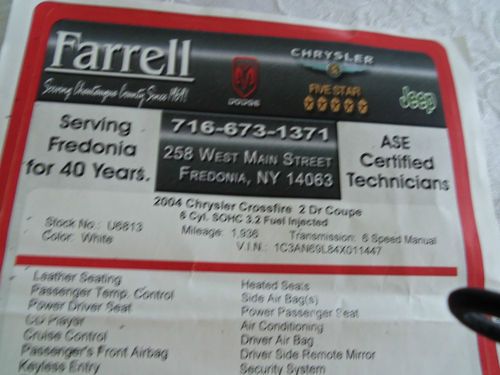 Farrell
Serving Chautauqua County Since 1969!
DODGE
CHRYSLER
FIVE STAR
Jeep
Serving
Fredonia
for 40 Years.
716-673-1371
258 West Main Street
Fredonia, NY 14063
ASE
Certified
Technicians
2004 Chrysler Crossfire 2 Dr Coupe
6 Cyl. SOHC 3.2 Fuel Injected
Stock No.: U6813
Mileage: 1,936
Transmission: 6 Speed Manual
Color: White
V.I.N.: 1C3AN69L84X011447
Leather Seating
Heated Seats
Passenger Temp. Control
Side Air Bag(s)
Power Driver Seat
Power Passenger Seat
CD Player
Air Conditioning
Cruise Control
Driver Air Bag
Passenger's Front Airbag
Driver Side Remote Mirror
Keyless Entry
Security System